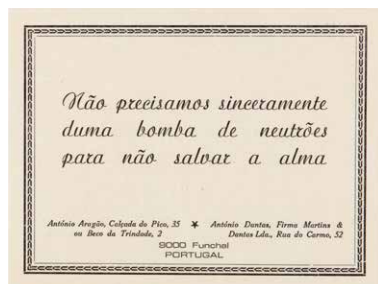 Não precisamos sinceramente
duma bomba de neutrões
para não salvar a alma
António Aragão, Calçada do Pico, 35 ★ António Dantas, Firma Martins &
ou Beco da Trindade, 2 Dantas Lda., Rua do Carmo, 52
9000 Funchal
PORTUGAL